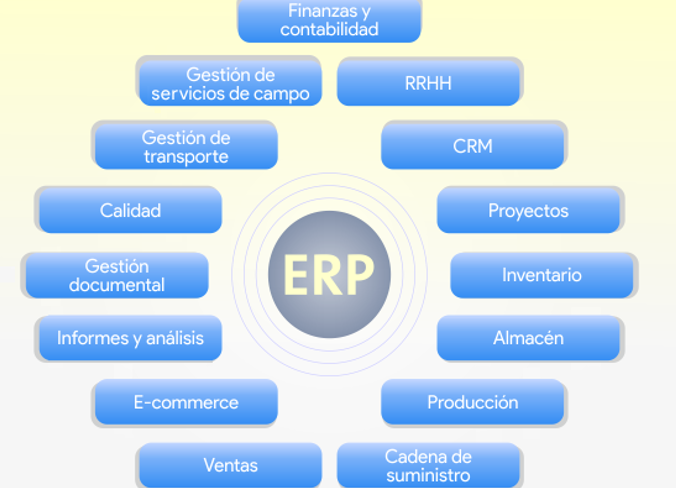 Finanzas y
contabilidad
Gestión de
servicios de campo
RRHH
Gestión de
transporte
CRM
Calidad
Proyectos
Gestión
documental
ERP
Inventario
Informes y análisis
Almacén
E-commerce
Producción
Ventas
Cadena de
suministro